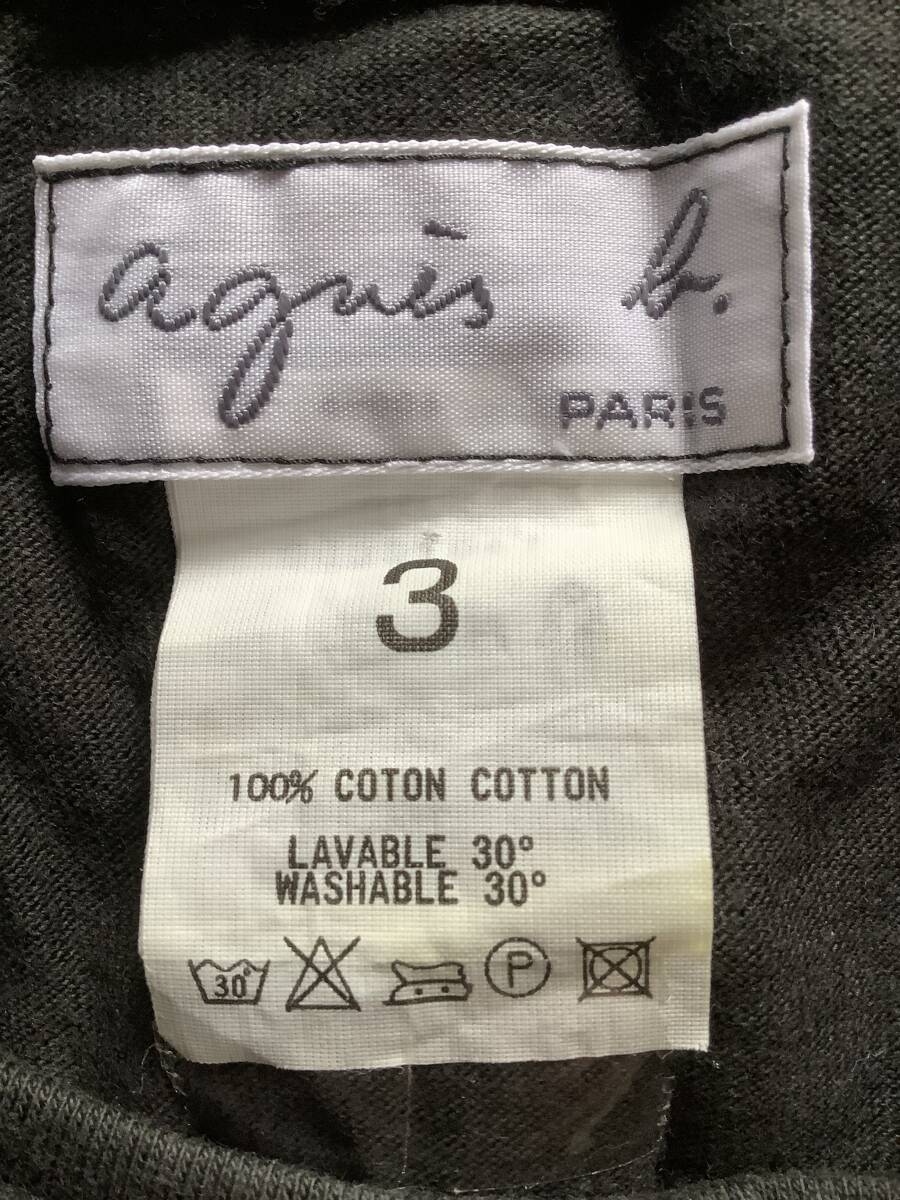 agnès b.
PARIS
3
100% COTON COTTON
LAVABLE 30°
WASHABLE 30°
30° P